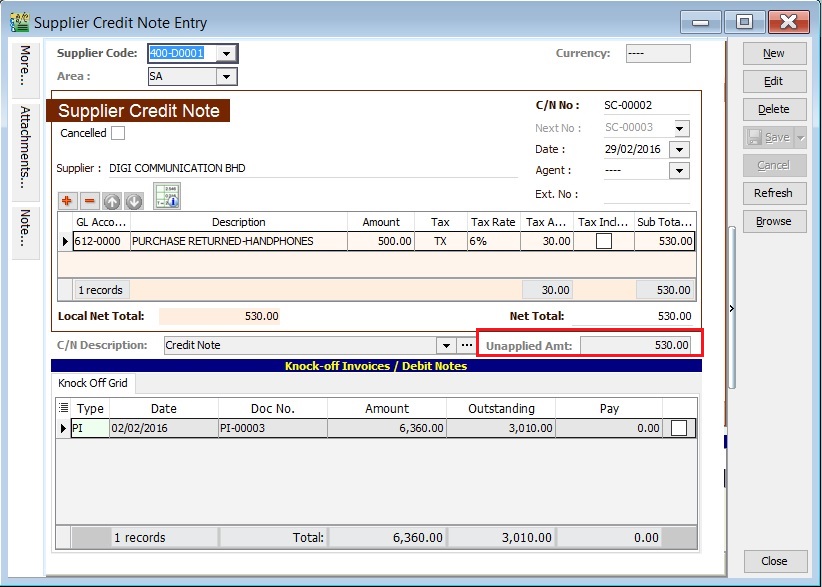 Supplier Credit Note Entry
More...
Attachments...
Note...
Supplier Code: 400-D0001 Currency: ----
Area : SA
Supplier Credit Note
Cancelled
C/N No : SC-00002
Next No : SC-00003
Date : 29/02/2016
Agent : ----
Ext. No :
Supplier : DIGI COMMUNICATION BHD
GL Acco... Description Amount Tax Tax Rate Tax A... Tax Incl... Sub Tota...
612-0000 PURCHASE RETURNED-HANDPHONES 500.00 TX 6% 30.00 530.00
1 records 30.00 530.00
Local Net Total: 530.00 Net Total: 530.00
C/N Description: Credit Note ... Unapplied Amt: 530.00
Knock-off Invoices / Debit Notes
Knock Off Grid
Type Date Doc No. Amount Outstanding Pay
PI 02/02/2016 PI-00003 6,360.00 3,010.00 0.00
1 records Total: 6,360.00 3,010.00 0.00
New
Edit
Delete
Save
Cancel
Refresh
Browse
Close